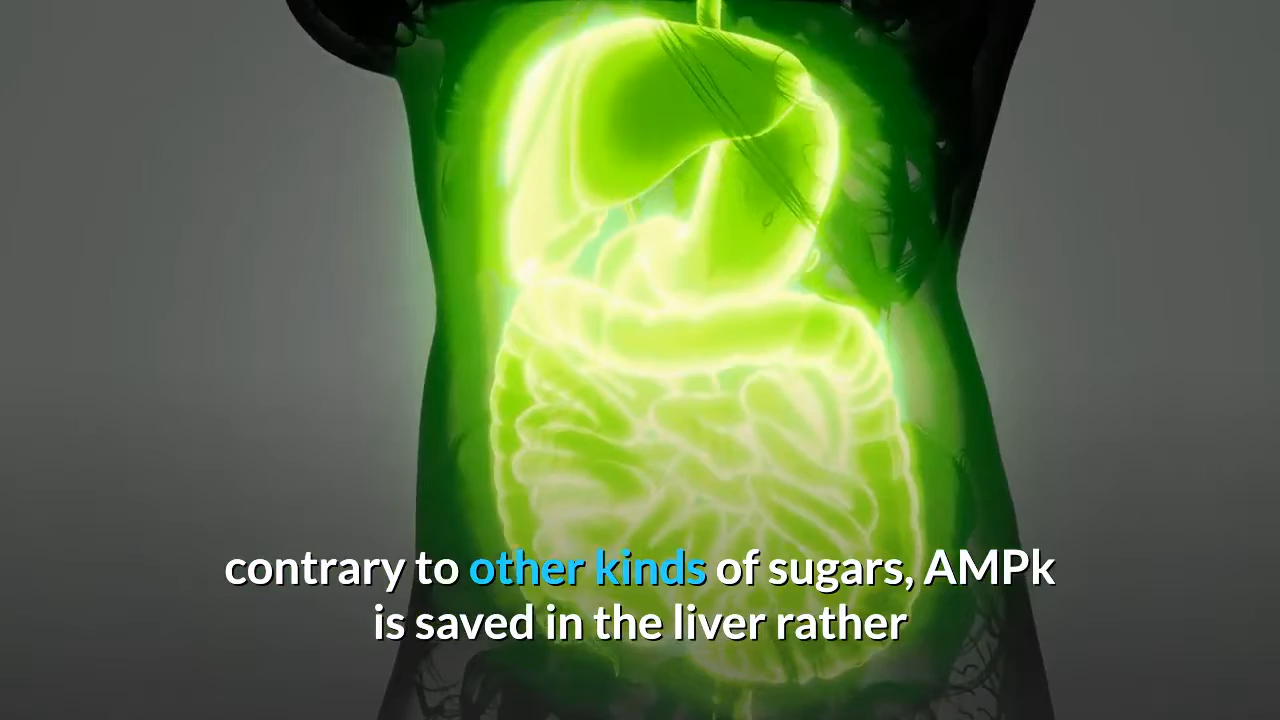 contrary to other kinds of sugars, AMPk
is saved in the liver rather